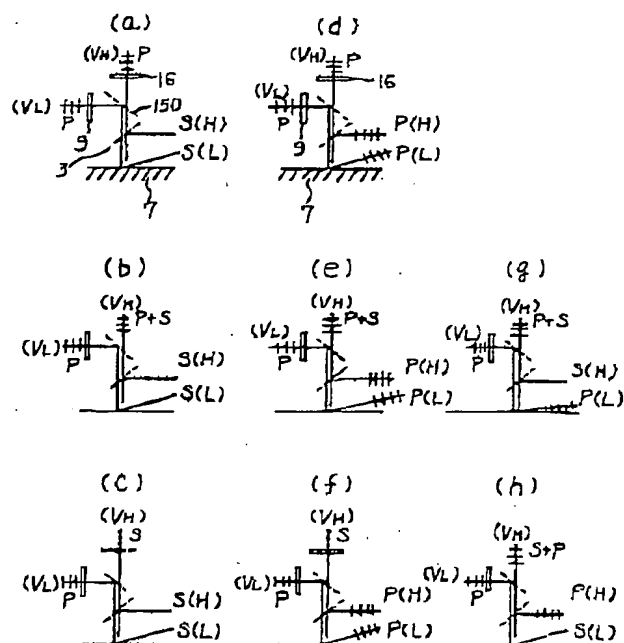 (a) (d)
(VH) P (VH) P
16 16
(VL) P 9 150 S(H) (VL) P 9 P(H)
3 S(L) P(L)
7 7
(b) (e) (g)
(VH) P+S (VH) P+S (VH) P+S
(VL) P S(H) (VL) P P(H) (VL) P S(H)
S(L) P(L) P(L)
(c) (f) (h)
(VH) S (VH) S (VH) S+P
(VL) P S(H) (VL) P P(H) (VL) P P(H)
S(L) P(L) S(L)